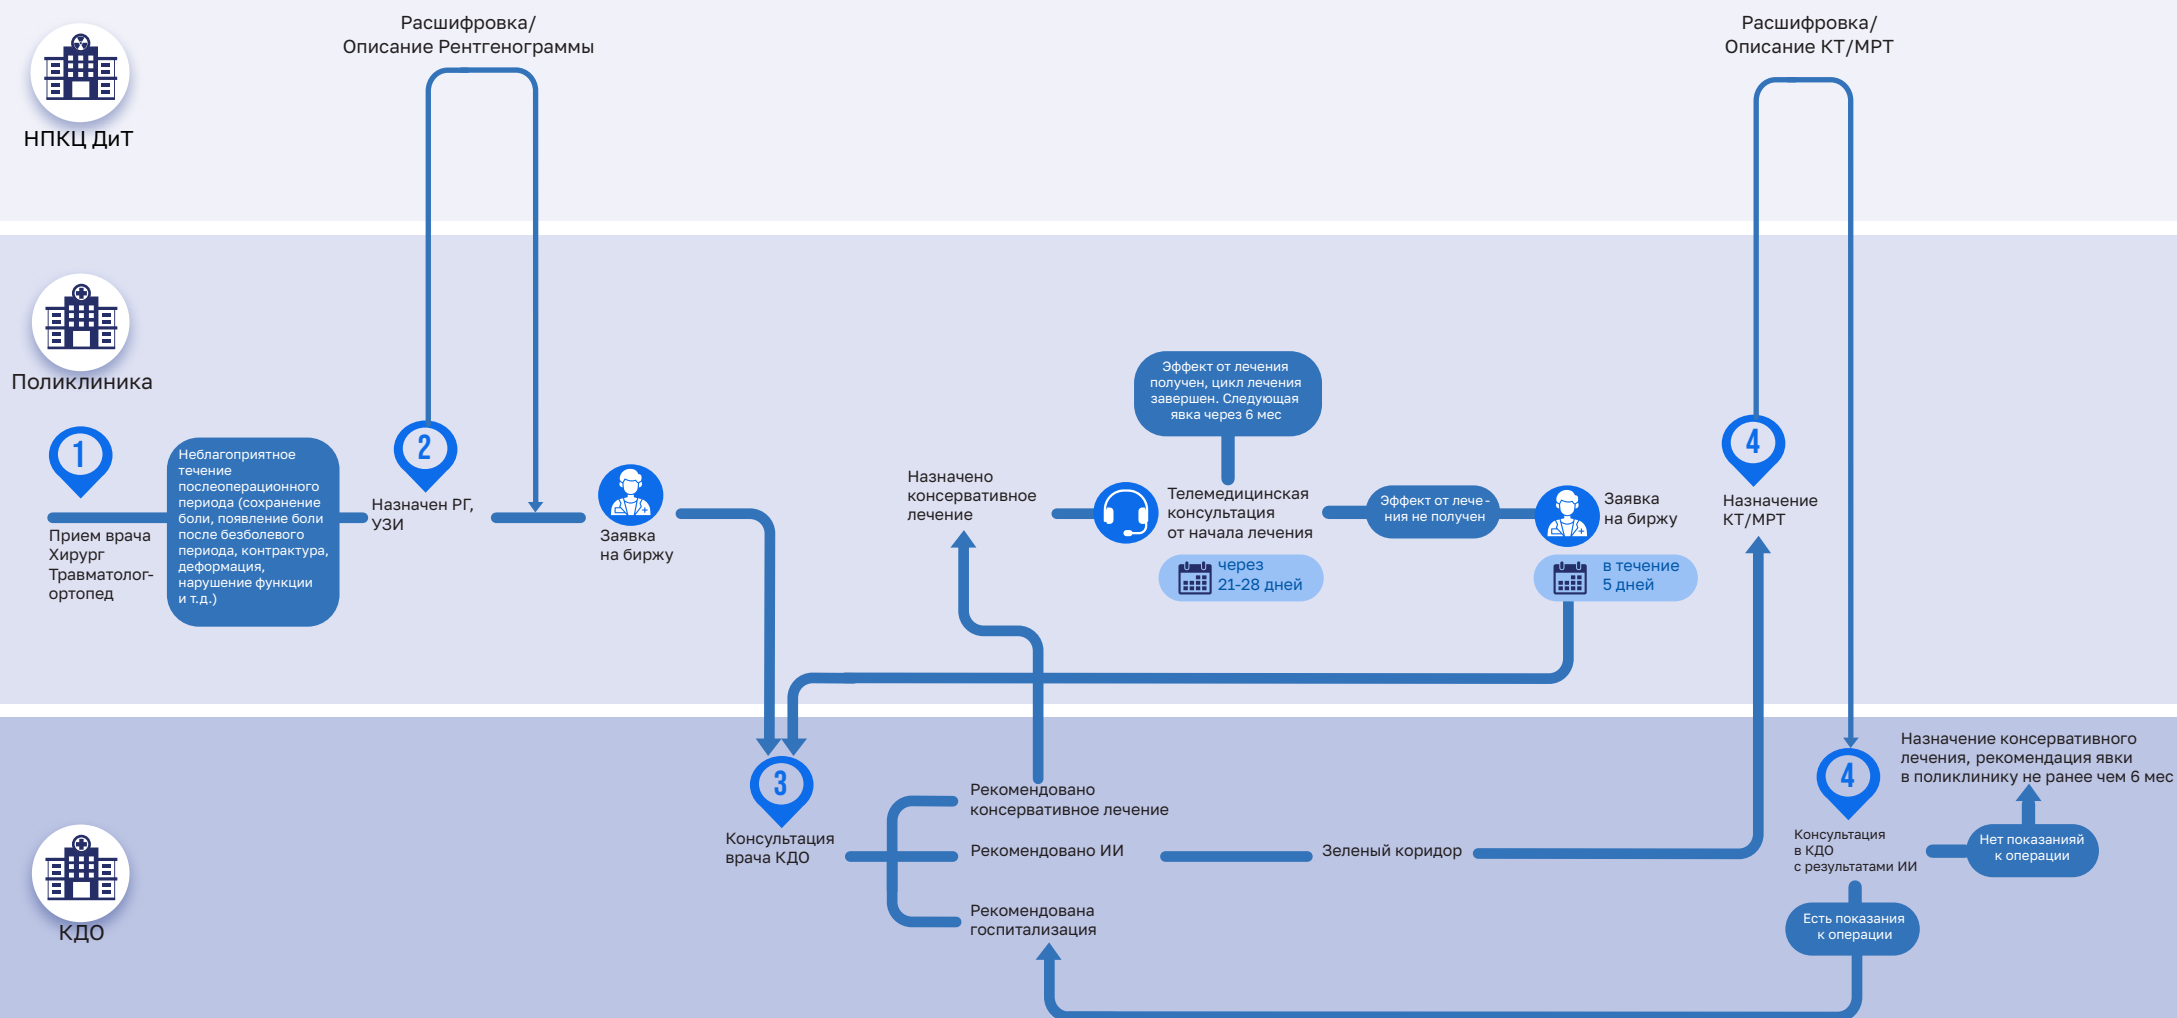 Расшифровка/
Описание Рентгенограммы
Расшифровка/
Описание КТ/МРТ
НПКЦ ДиТ
Поликлиника
1
Прием врача
Хирург
Травматолог-
ортопед
Неблагоприятное
течение
послеоперационного
периода (сохранение
боли, появление боли
после безболевого
периода, контрактура,
деформация,
нарушение функции
и т.д.)
2
Назначен РГ,
УЗИ
Заявка
на биржу
Назначено
консервативное
лечение
Эффект от лечения
получен, цикл лечения
завершен. Следующая
явка через 6 мес
Телемедицинская
консультация
от начала лечения
через
21-28 дней
Эффект от лече-
ния не получен
Заявка
на биржу
в течение
5 дней
4
Назначение
КТ/МРТ
КДО
3
Консультация
врача КДО
Рекомендовано
консервативное лечение
Рекомендовано ИИ
Зеленый коридор
Рекомендована
госпитализация
4
Консультация
в КДО
с результатами ИИ
Назначение консервативного
лечения, рекомендация явки
в поликлинику не ранее чем 6 мес
Нет показанияй
к операции
Есть показания
к операции